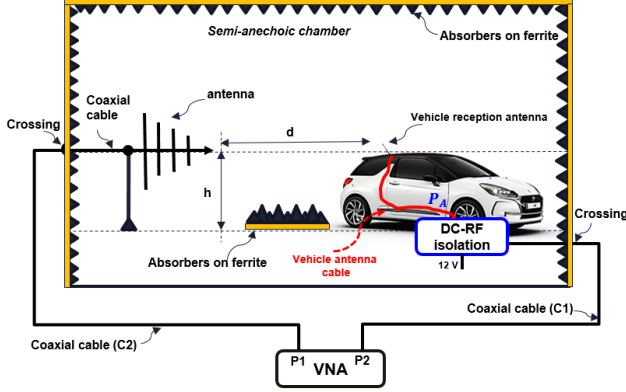 Semi-anechoic chamber
Absorbers on ferrite
Coaxial
cable
antenna
Crossing
d
Vehicle reception antenna
h
P_A
DC-RF
isolation
Crossing
Absorbers on ferrite
Vehicle antenna
cable
12 V
Coaxial cable (C1)
Coaxial cable (C2)
P1
P2
VNA